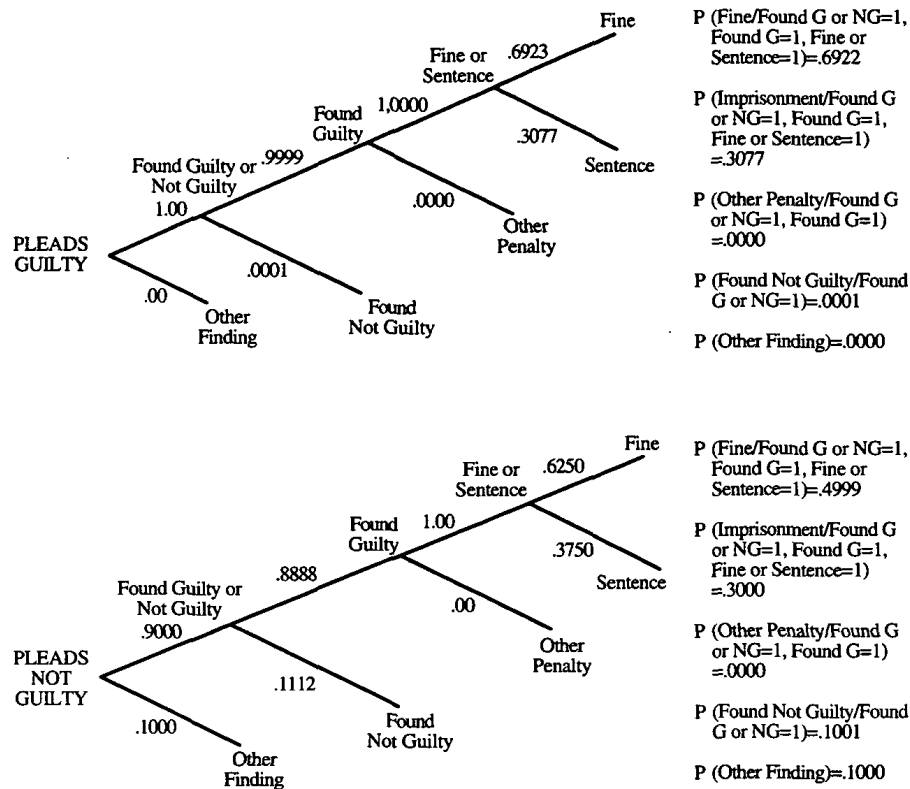 Fine
.6923
Fine or
Sentence
1,0000
Found
Guilty
.3077
Sentence
.9999
Found Guilty or
Not Guilty
.0000
Other
Penalty
1.00
PLEADS
GUILTY
.0001
Found
Not Guilty
.00
Other
Finding
P (Fine/Found G or NG=1,
Found G=1, Fine or
Sentence=1)=.6922
P (Imprisonment/Found G
or NG=1, Found G=1,
Fine or Sentence=1)
=.3077
P (Other Penalty/Found G
or NG=1, Found G=1)
=.0000
P (Found Not Guilty/Found
G or NG=1)=.0001
P (Other Finding)=.0000
Fine
.6250
Fine or
Sentence
1.00
Found
Guilty
.3750
Sentence
.8888
Found Guilty or
Not Guilty
.00
Other
Penalty
.9000
PLEADS
NOT
GUILTY
.1112
Found
Not Guilty
.1000
Other
Finding
P (Fine/Found G or NG=1,
Found G=1, Fine or
Sentence=1)=.4999
P (Imprisonment/Found G
or NG=1, Found G=1,
Fine or Sentence=1)
=.3000
P (Other Penalty/Found G
or NG=1, Found G=1)
=.0000
P (Found Not Guilty/Found
G or NG=1)=.1001
P (Other Finding)=.1000